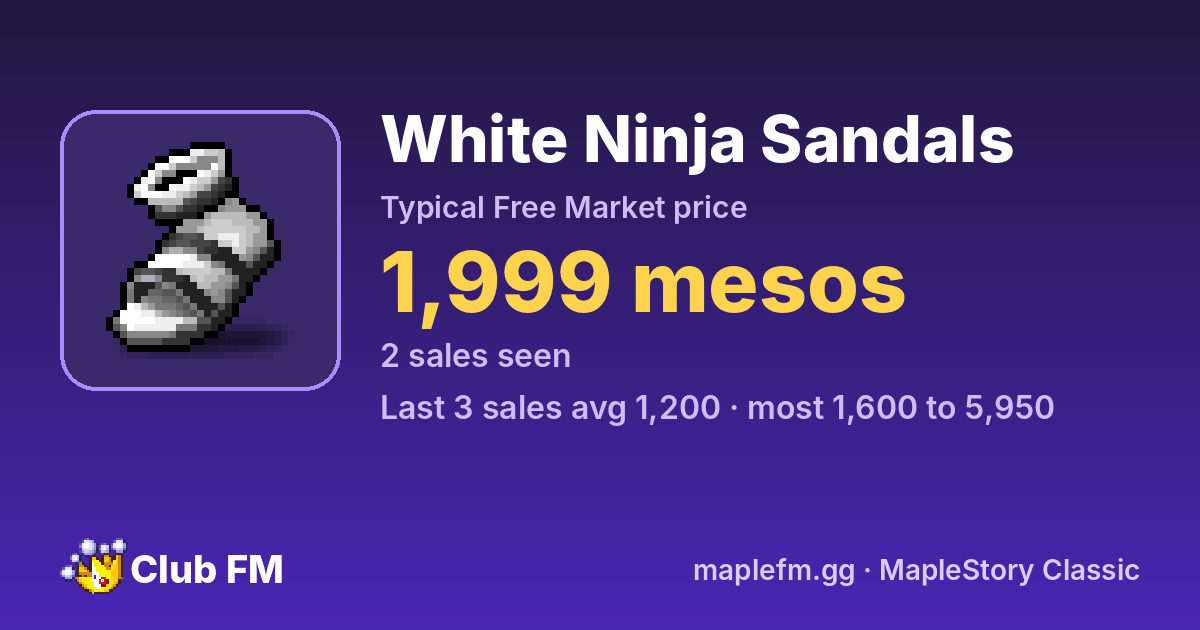 White Ninja Sandals
Typical Free Market price
1,999 mesos
2 sales seen
Last 3 sales avg 1,200 · most 1,600 to 5,950
Club FM
maplefm.gg · MapleStory Classic